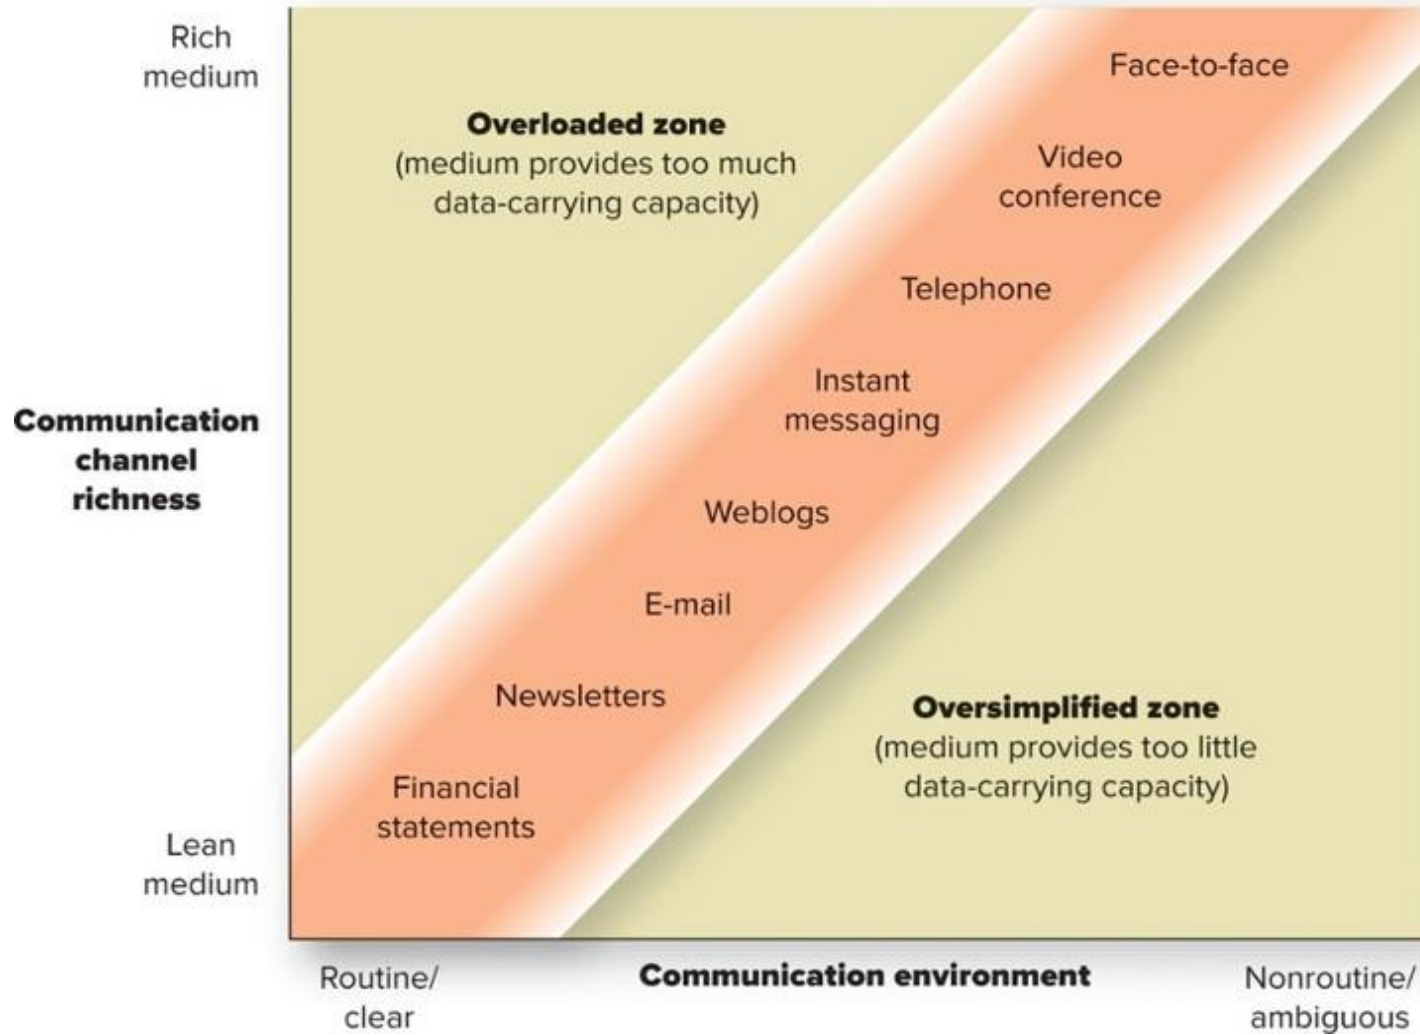 Rich
medium
Overloaded zone
(medium provides too much
data-carrying capacity)
Face-to-face
Video
conference
Telephone
Instant
messaging
Communication
channel
richness
Weblogs
E-mail
Newsletters
Oversimplified zone
(medium provides too little
data-carrying capacity)
Financial
statements
Lean
medium
Routine/
clear
Communication environment
Nonroutine/
ambiguous